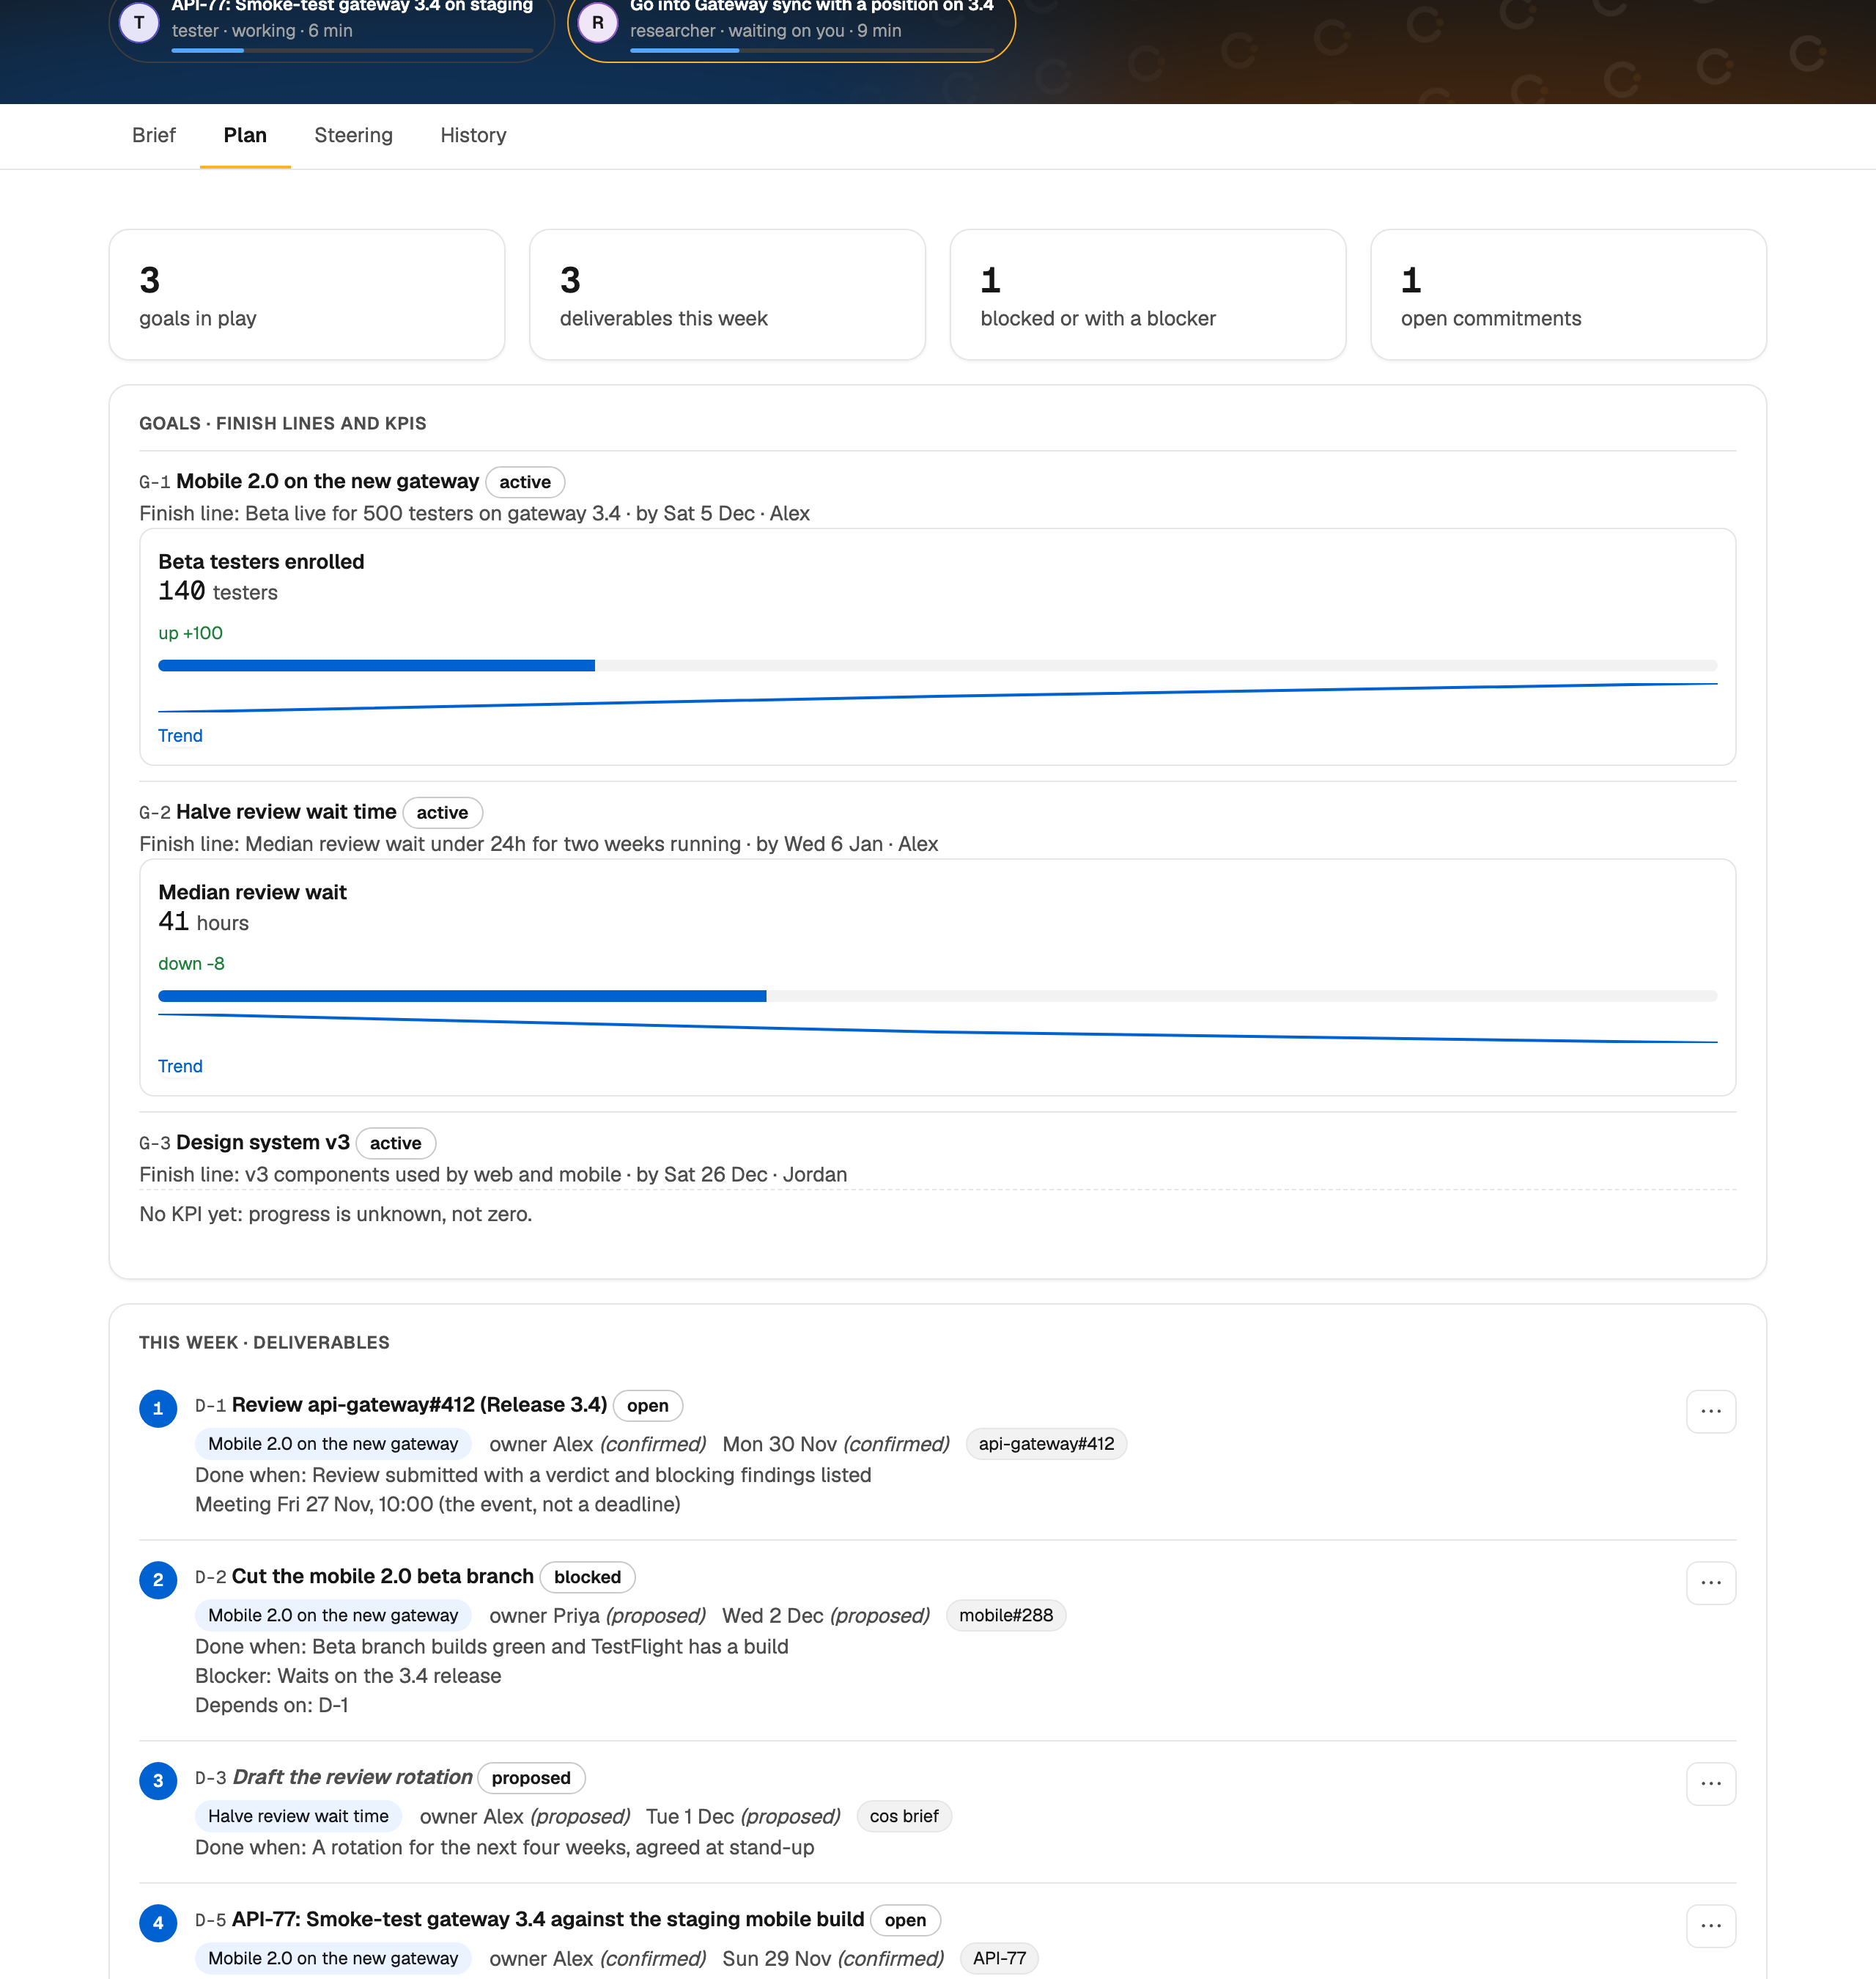 T
API-77: Smoke-test gateway 3.4 on staging
tester · working · 6 min
R
Go into Gateway sync with a position on 3.4
researcher · waiting on you · 9 min
Brief
Plan
Steering
History
3
goals in play
3
deliverables this week
1
blocked or with a blocker
1
open commitments
GOALS · FINISH LINES AND KPIS
G-1 Mobile 2.0 on the new gateway active
Finish line: Beta live for 500 testers on gateway 3.4 · by Sat 5 Dec · Alex
Beta testers enrolled
140 testers
up +100
Trend
G-2 Halve review wait time active
Finish line: Median review wait under 24h for two weeks running · by Wed 6 Jan · Alex
Median review wait
41 hours
down -8
Trend
G-3 Design system v3 active
Finish line: v3 components used by web and mobile · by Sat 26 Dec · Jordan
No KPI yet: progress is unknown, not zero.
THIS WEEK · DELIVERABLES
1 D-1 Review api-gateway#412 (Release 3.4) open ···
Mobile 2.0 on the new gateway owner Alex (confirmed) Mon 30 Nov (confirmed) api-gateway#412
Done when: Review submitted with a verdict and blocking findings listed
Meeting Fri 27 Nov, 10:00 (the event, not a deadline)
2 D-2 Cut the mobile 2.0 beta branch blocked ···
Mobile 2.0 on the new gateway owner Priya (proposed) Wed 2 Dec (proposed) mobile#288
Done when: Beta branch builds green and TestFlight has a build
Blocker: Waits on the 3.4 release
Depends on: D-1
3 D-3 Draft the review rotation proposed ···
Halve review wait time owner Alex (proposed) Tue 1 Dec (proposed) cos brief
Done when: A rotation for the next four weeks, agreed at stand-up
4 D-5 API-77: Smoke-test gateway 3.4 against the staging mobile build open ···
Mobile 2.0 on the new gateway owner Alex (confirmed) Sun 29 Nov (confirmed) API-77